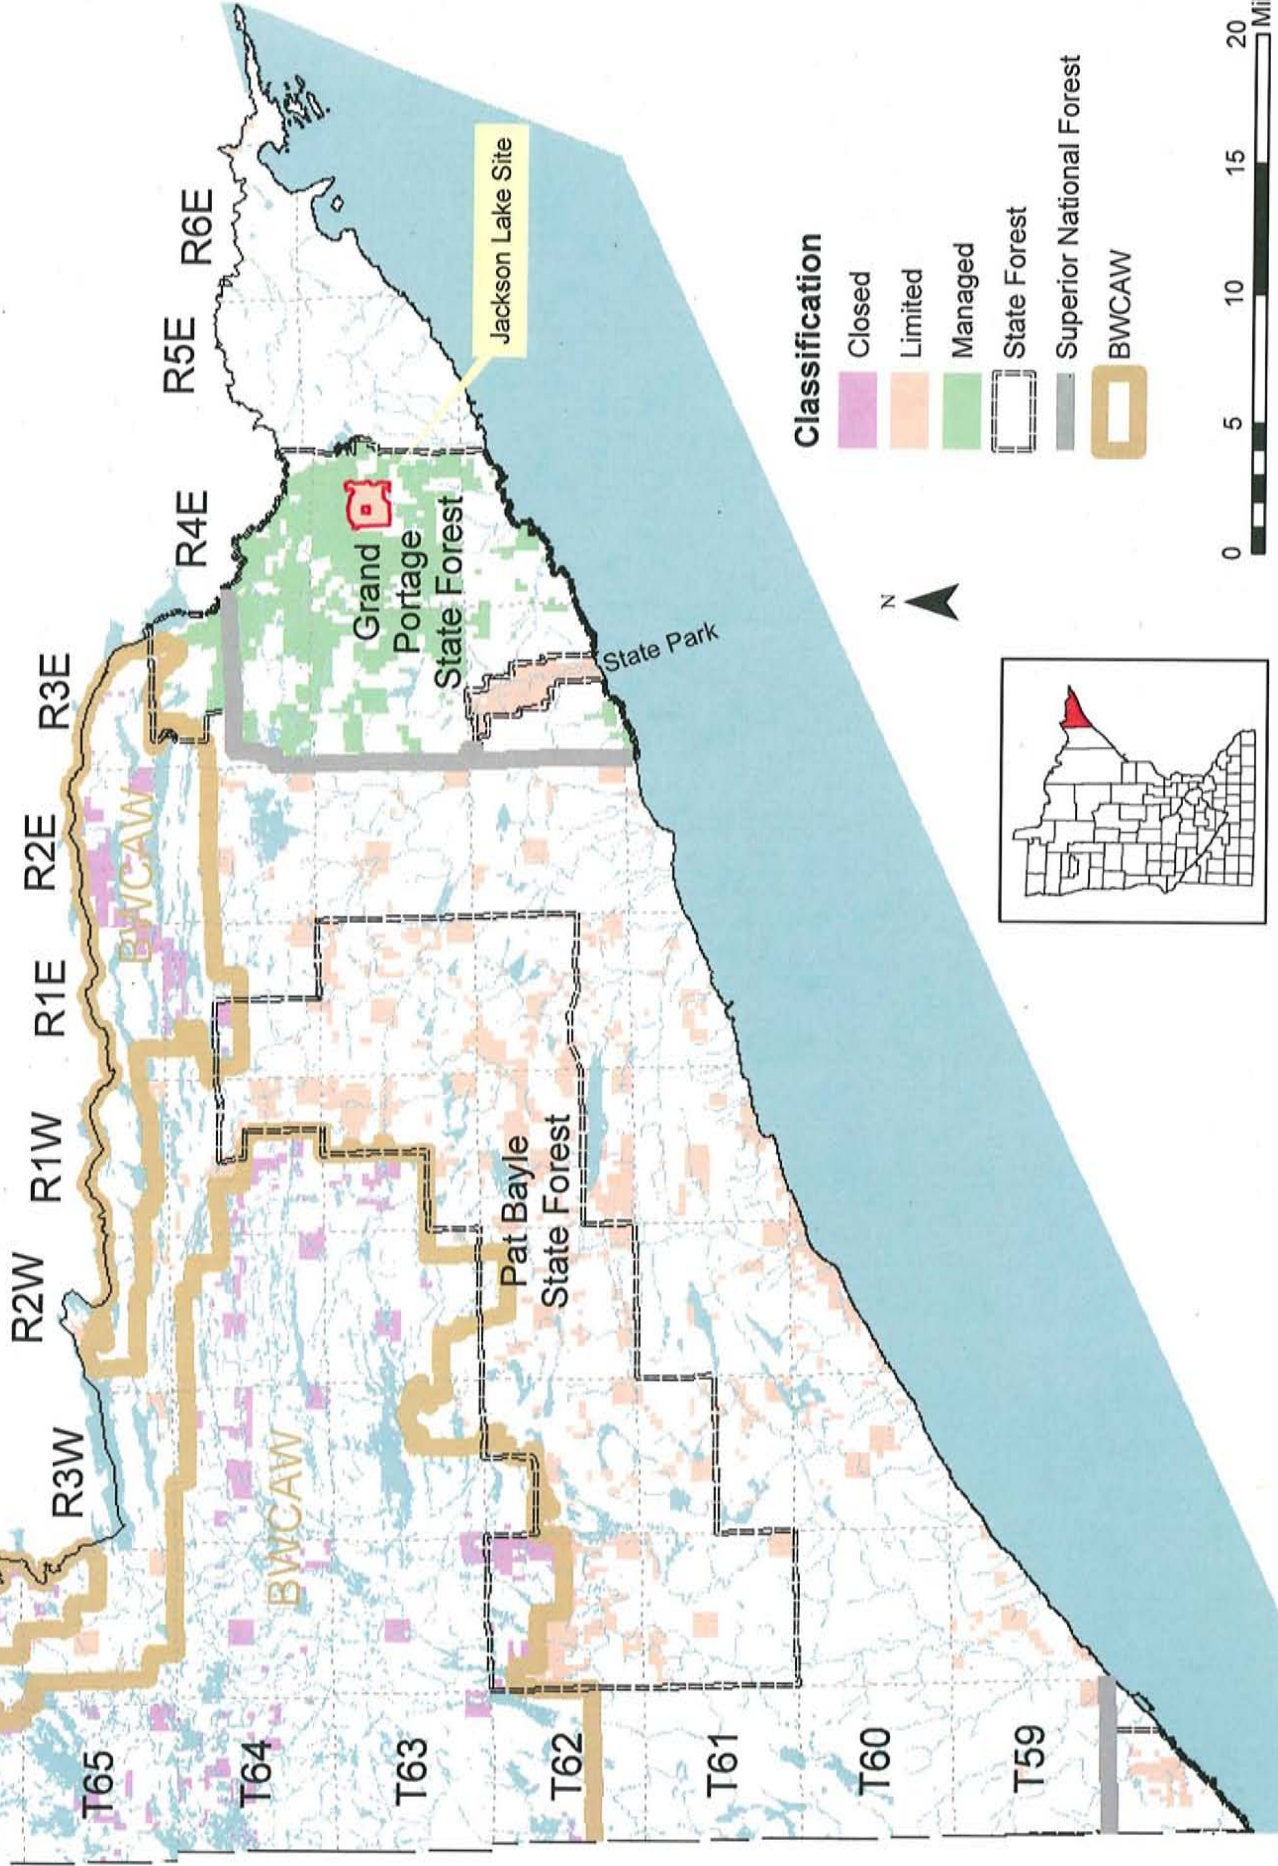 R3W
R2W
R1W
R1E
R2E
R3E
R4E
R5E
R6E
T65
T64
T63
T62
T61
T60
T59
BWCAW
BWCAW
Pat Bayle
State Forest
Grand
Portage
State Forest
State Park
Jackson Lake Site
N
Classification
Closed
Limited
Managed
State Forest
Superior National Forest
BWCAW
0 5 10 15 20
Mi